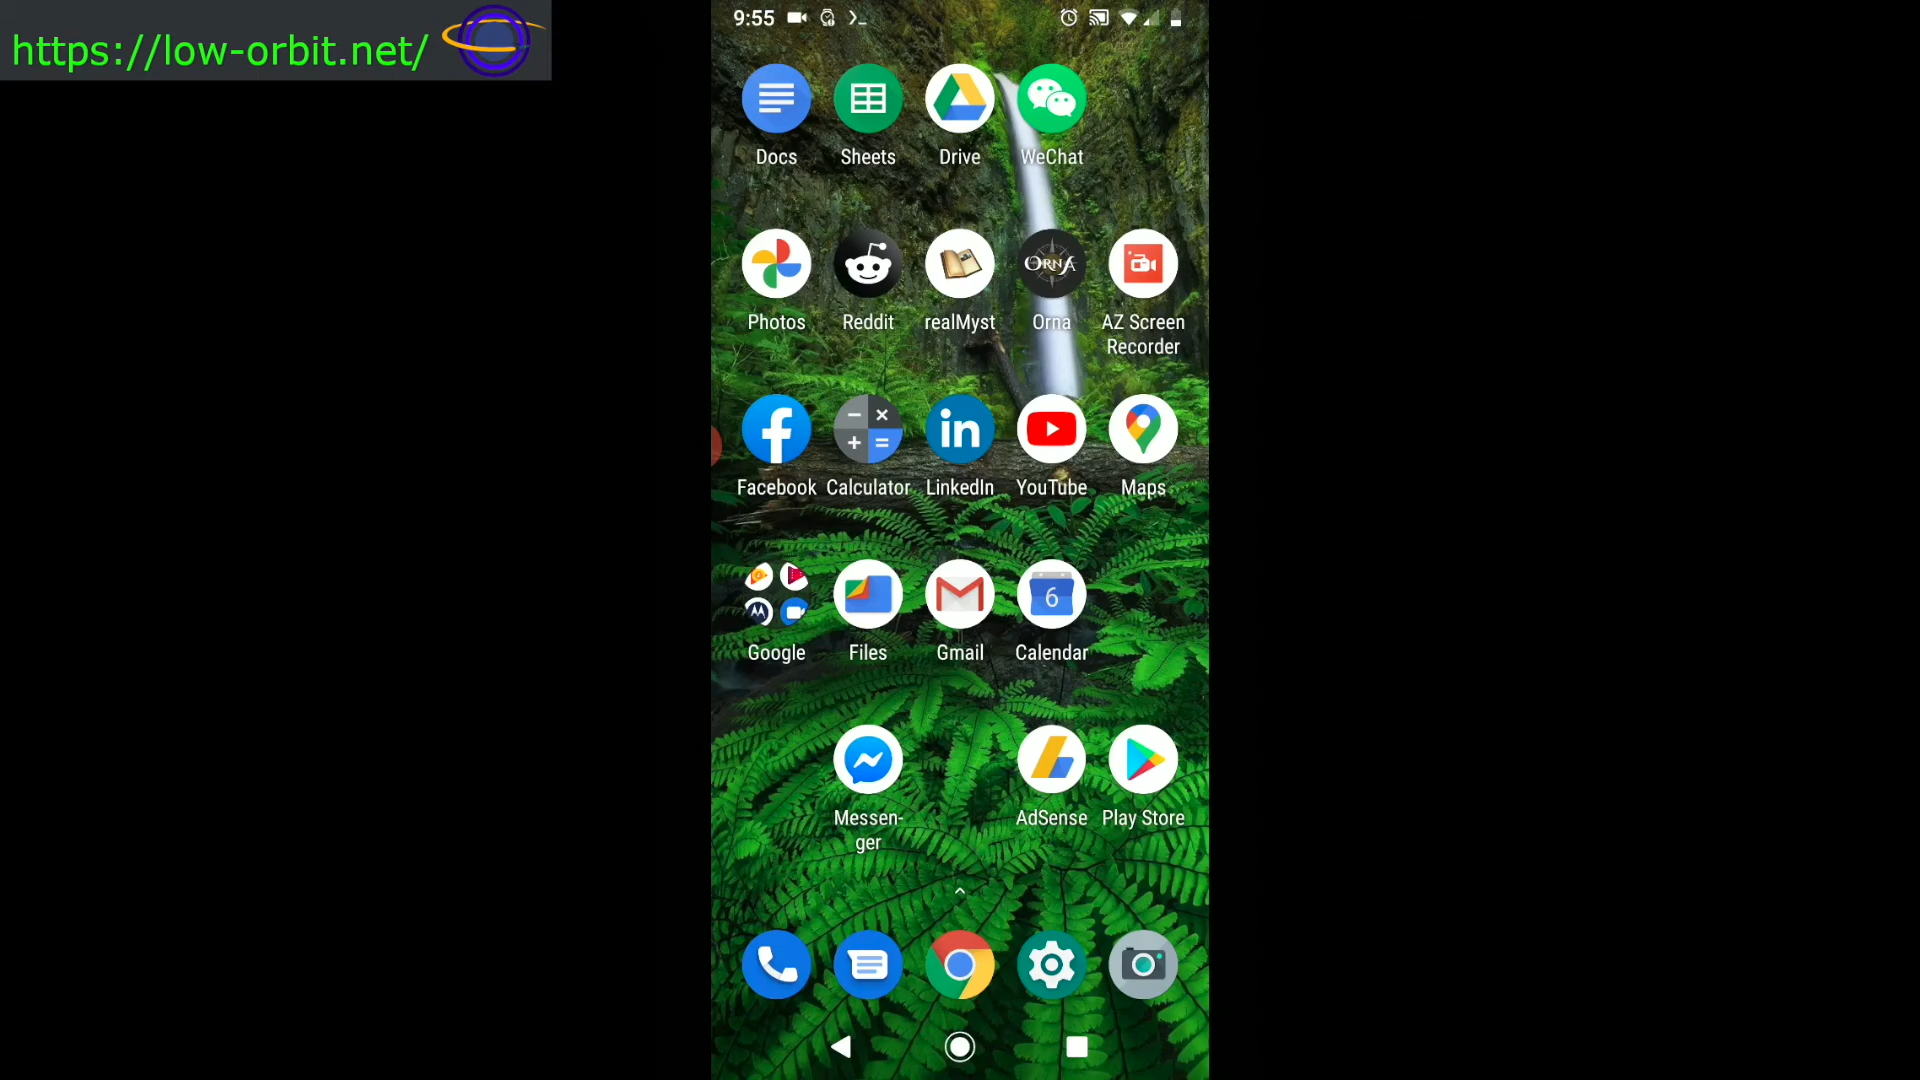 https://low-orbit.net/
9:55
Docs Sheets Drive WeChat
ORNA
Photos Reddit realMyst Orna AZ Screen
Recorder
Facebook Calculator LinkedIn YouTube Maps
6
Google Files Gmail Calendar
Messen-
ger
AdSense Play Store